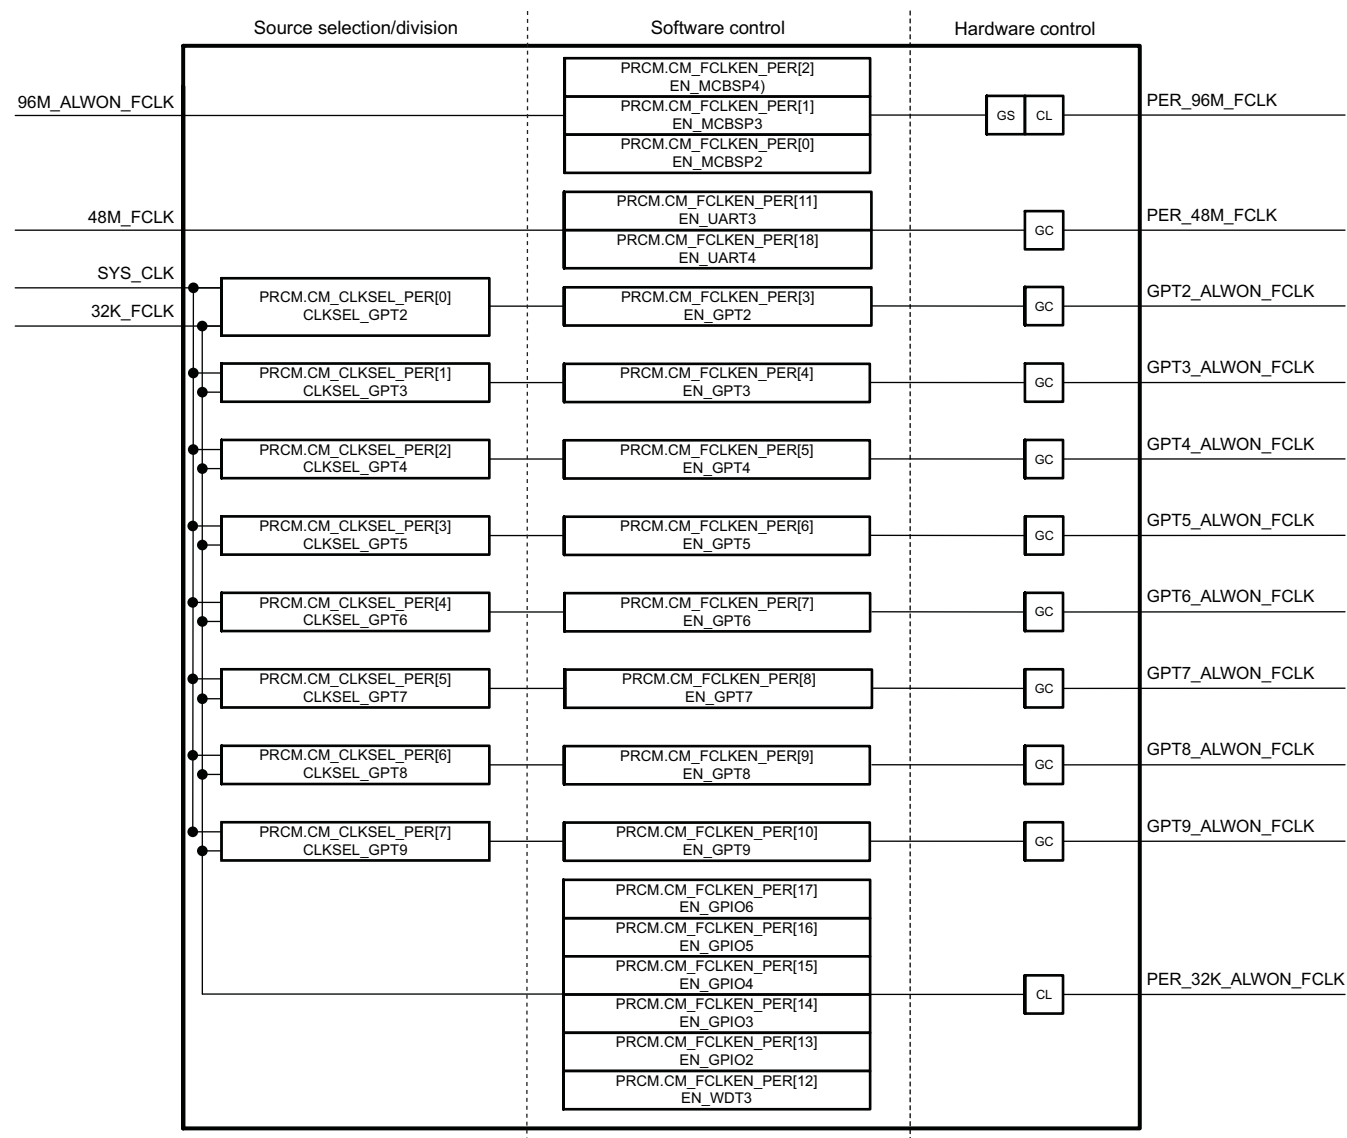 Source selection/division
Software control
Hardware control
PRCM.CM_FCLKEN_PER[2]
EN_MCBSP4)
96M_ALWON_FCLK
PRCM.CM_FCLKEN_PER[1]
EN_MCBSP3
GS
CL
PER_96M_FCLK
PRCM.CM_FCLKEN_PER[0]
EN_MCBSP2
48M_FCLK
PRCM.CM_FCLKEN_PER[11]
EN_UART3
GC
PER_48M_FCLK
PRCM.CM_FCLKEN_PER[18]
EN_UART4
SYS_CLK
32K_FCLK
PRCM.CM_CLKSEL_PER[0]
CLKSEL_GPT2
PRCM.CM_FCLKEN_PER[3]
EN_GPT2
GC
GPT2_ALWON_FCLK
PRCM.CM_CLKSEL_PER[1]
CLKSEL_GPT3
PRCM.CM_FCLKEN_PER[4]
EN_GPT3
GC
GPT3_ALWON_FCLK
PRCM.CM_CLKSEL_PER[2]
CLKSEL_GPT4
PRCM.CM_FCLKEN_PER[5]
EN_GPT4
GC
GPT4_ALWON_FCLK
PRCM.CM_CLKSEL_PER[3]
CLKSEL_GPT5
PRCM.CM_FCLKEN_PER[6]
EN_GPT5
GC
GPT5_ALWON_FCLK
PRCM.CM_CLKSEL_PER[4]
CLKSEL_GPT6
PRCM.CM_FCLKEN_PER[7]
EN_GPT6
GC
GPT6_ALWON_FCLK
PRCM.CM_CLKSEL_PER[5]
CLKSEL_GPT7
PRCM.CM_FCLKEN_PER[8]
EN_GPT7
GC
GPT7_ALWON_FCLK
PRCM.CM_CLKSEL_PER[6]
CLKSEL_GPT8
PRCM.CM_FCLKEN_PER[9]
EN_GPT8
GC
GPT8_ALWON_FCLK
PRCM.CM_CLKSEL_PER[7]
CLKSEL_GPT9
PRCM.CM_FCLKEN_PER[10]
EN_GPT9
GC
GPT9_ALWON_FCLK
PRCM.CM_FCLKEN_PER[17]
EN_GPIO6
PRCM.CM_FCLKEN_PER[16]
EN_GPIO5
PRCM.CM_FCLKEN_PER[15]
EN_GPIO4
CL
PER_32K_ALWON_FCLK
PRCM.CM_FCLKEN_PER[14]
EN_GPIO3
PRCM.CM_FCLKEN_PER[13]
EN_GPIO2
PRCM.CM_FCLKEN_PER[12]
EN_WDT3